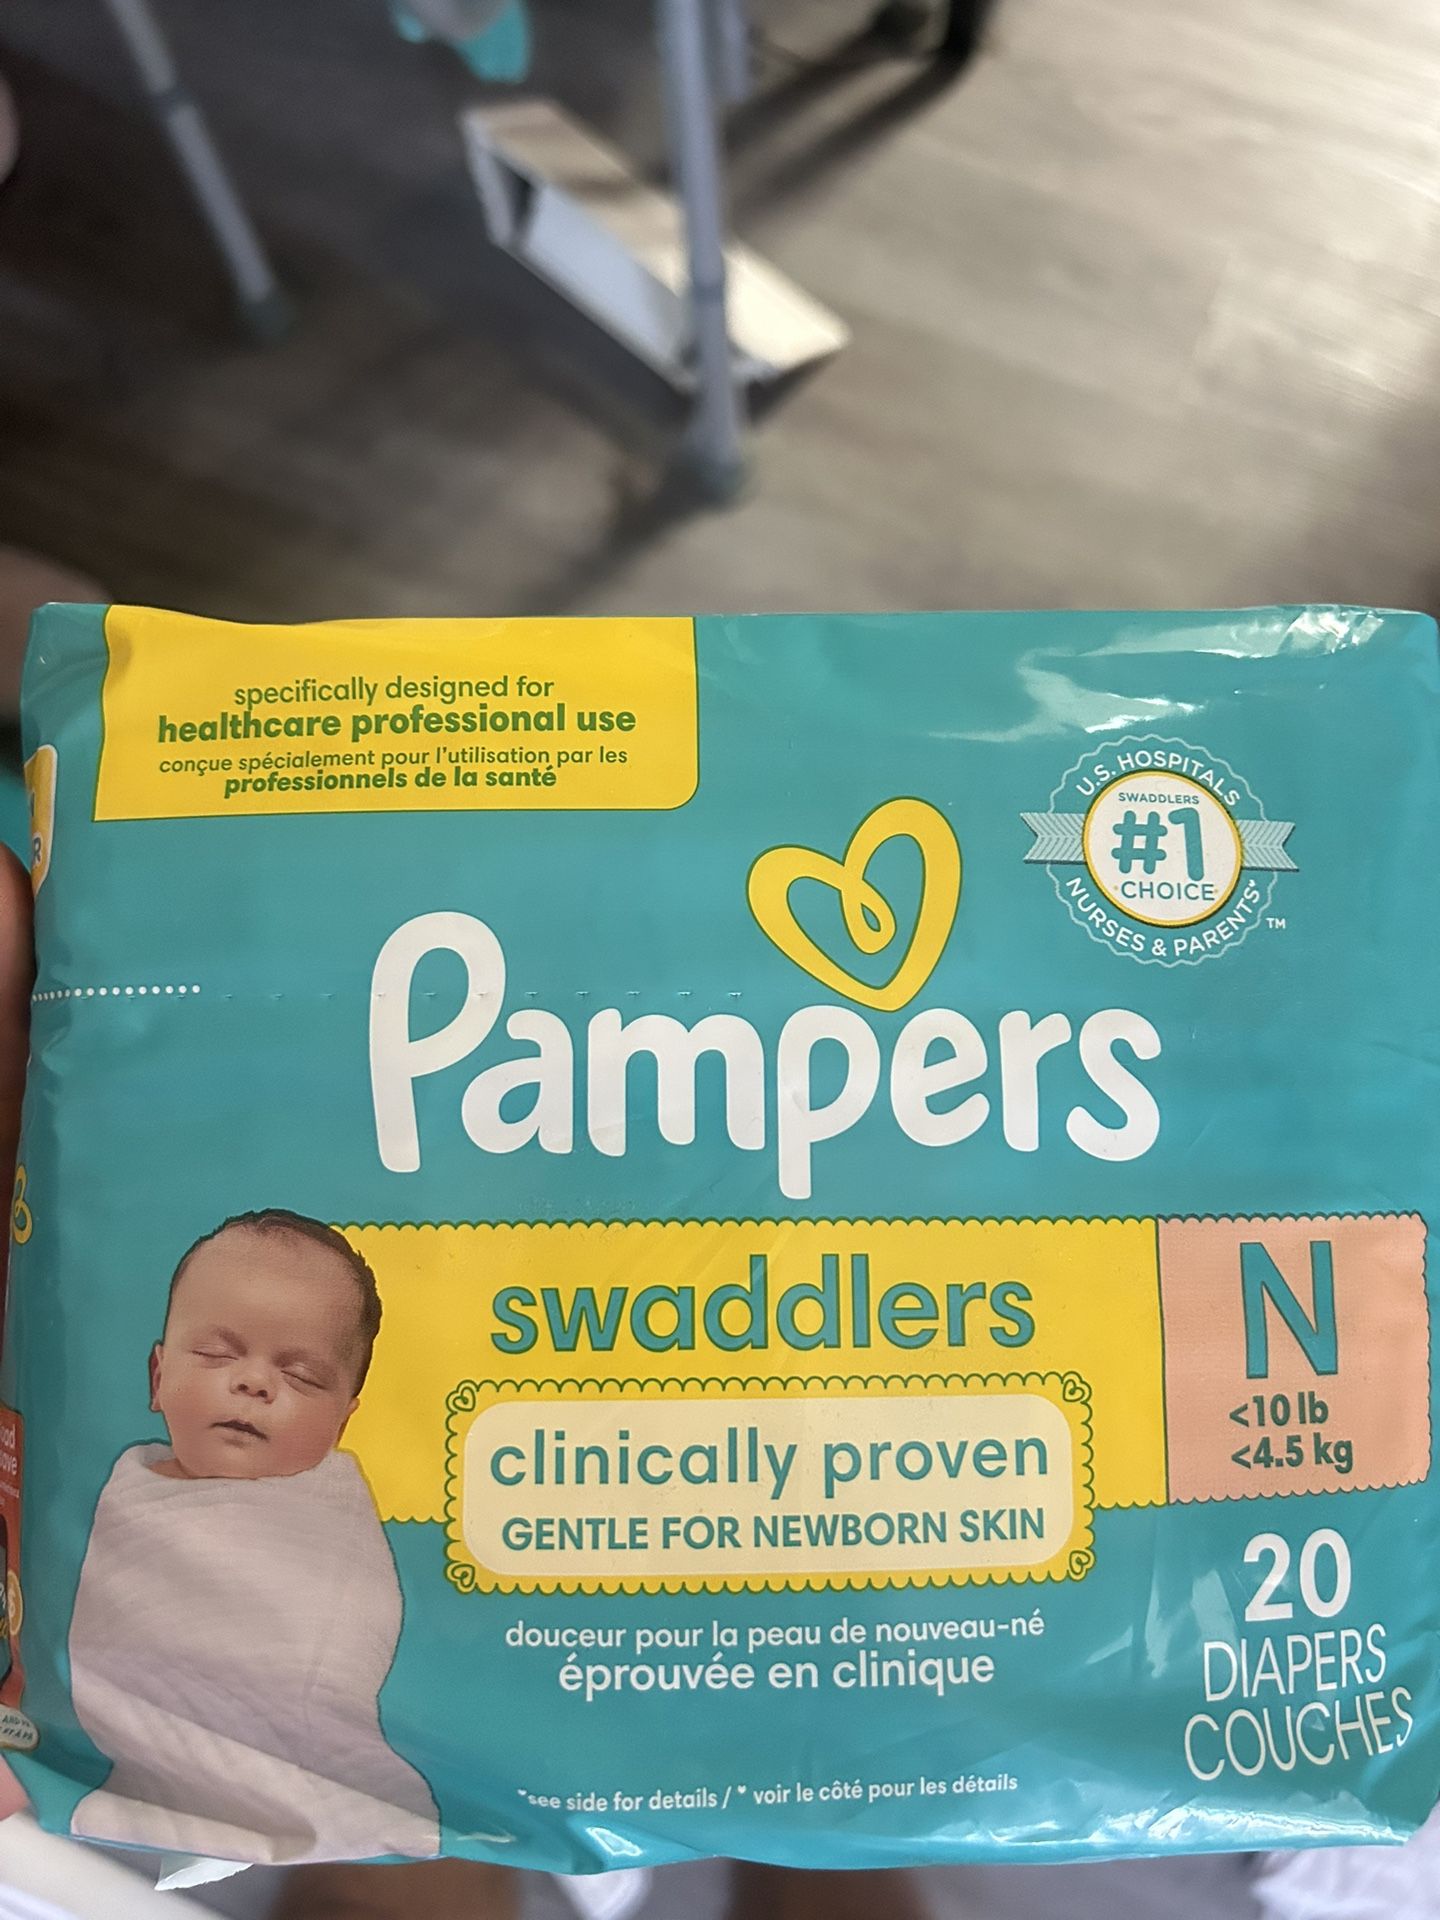 specifically designed for
healthcare professional use
conçue spécialement pour l'utilisation par les
professionnels de la santé
U.S. HOSPITALS
SWADDLERS
#1
CHOICE
NURSES & PARENTS*
TM
Pampers
swaddlers
N
<10 lb
<4.5 kg
clinically proven
GENTLE FOR NEWBORN SKIN
douceur pour la peau de nouveau-né
éprouvée en clinique
20
DIAPERS
COUCHES
*see side for details / * voir le côté pour les détails